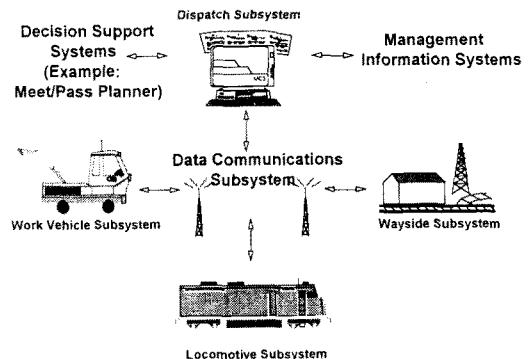 Dispatch Subsystem
Decision Support
Systems
(Example:
Meet/Pass Planner)
Management
Information Systems
Data Communications
Subsystem
Work Vehicle Subsystem
Wayside Subsystem
Locomotive Subsystem